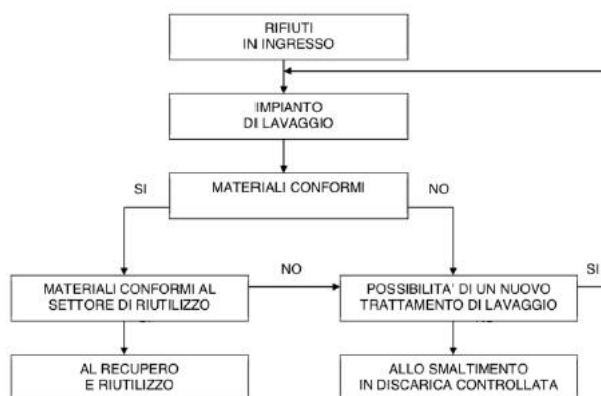 RIFIUTI
IN INGRESSO
IMPIANTO
DI LAVAGGIO
SI
MATERIALI CONFORMI
NO
MATERIALI CONFORMI AL
SETTORE DI RIUTILIZZO
NO
POSSIBILITA' DI UN NUOVO
TRATTAMENTO DI LAVAGGIO
SI
AL RECUPERO
E RIUTILIZZO
ALLO SMALTIMENTO
IN DISCARICA CONTROLLATA